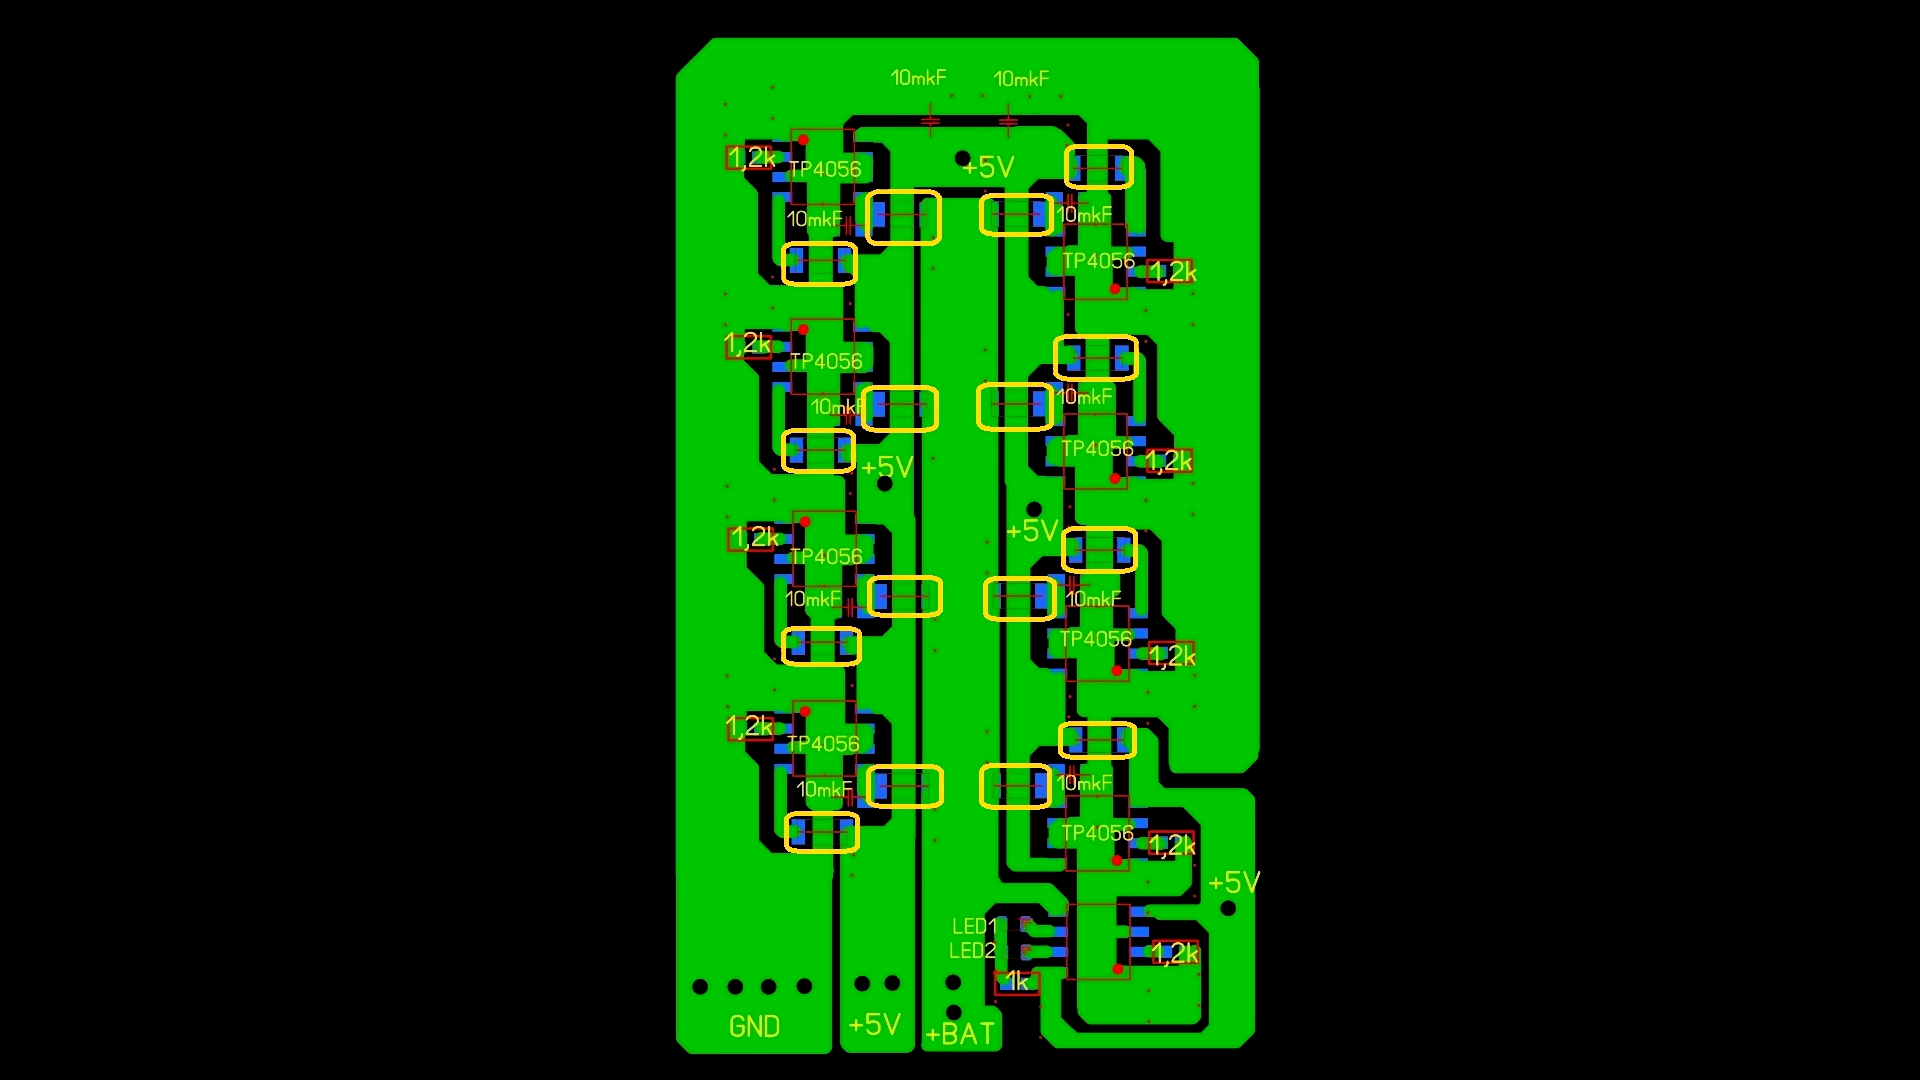 10mkF 10mkF
1,2k TP4056 +5V
10mkF 10mkF
TP4056 1,2k
1,2k TP4056
10mkF 10mkF
TP4056 1,2k
+5V
+5V
1,2k TP4056
10mkF 10mkF
TP4056 1,2k
1,2k TP4056
10mkF 10mkF
TP4056 1,2k
+5V
LED1
LED2 1,2k
1k
GND +5V +BAT